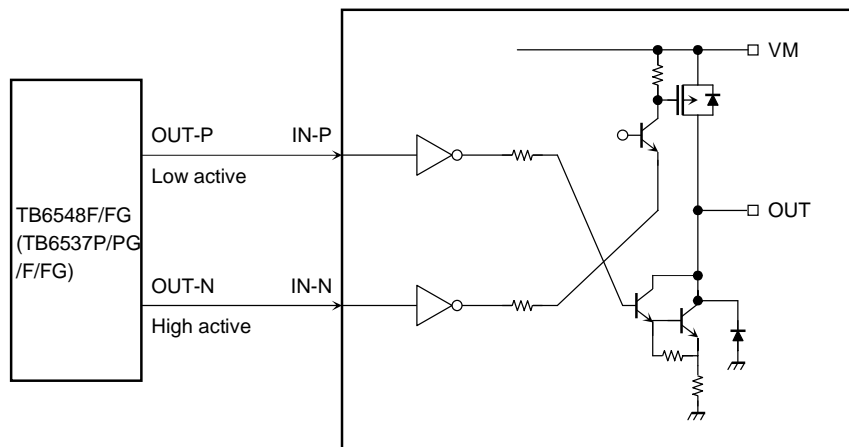 VM
OUT-P
IN-P
Low active
TB6548F/FG
(TB6537P/PG
/F/FG)
OUT
OUT-N
IN-N
High active